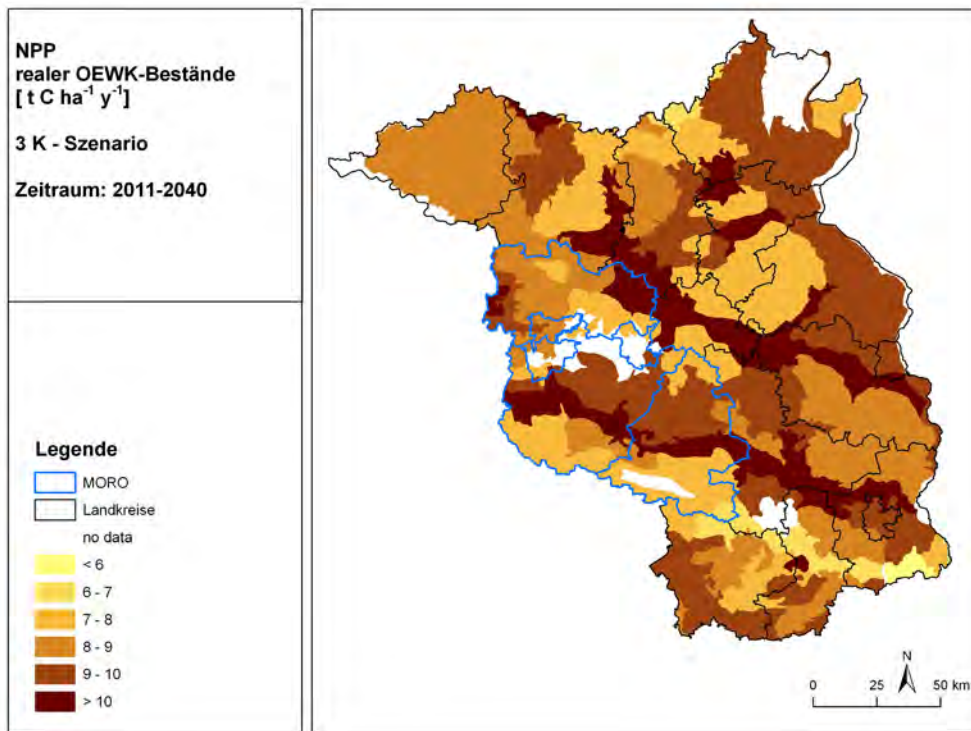 NPP
realer OEWK-Bestände
[ t C ha⁻¹ y⁻¹]
3 K - Szenario
Zeitraum: 2011-2040
Legende
MORO
Landkreise
no data
< 6
6 - 7
7 - 8
8 - 9
9 - 10
> 10
N
0 25 50 km